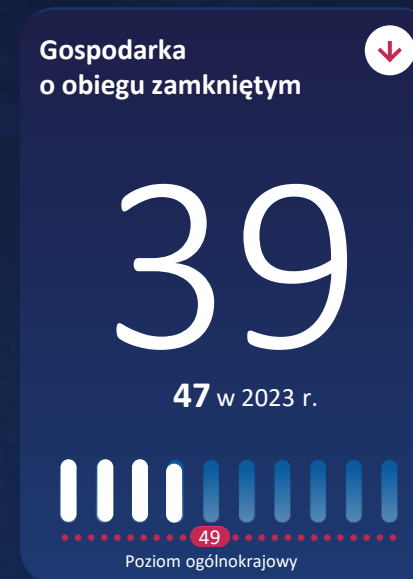 Gospodarka
o obiegu zamkniętym
39
47 w 2023 r.
49
Poziom ogólnokrajowy